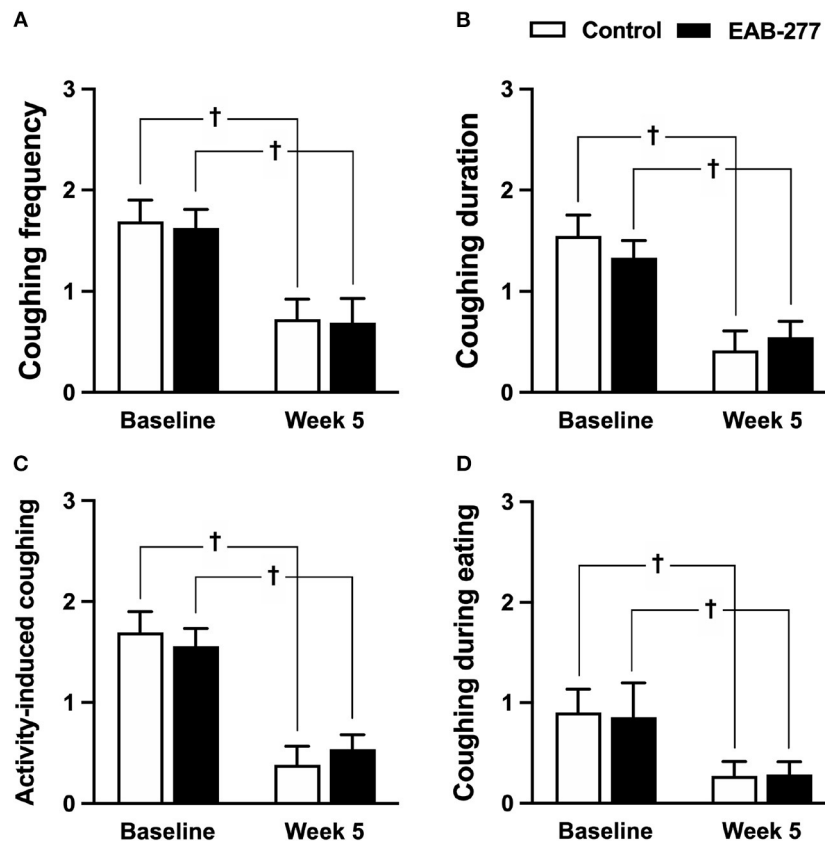 A
B
Control EAB-277
Coughing frequency
3
2
1
0
†
†
Baseline Week 5
Coughing duration
3
2
1
0
†
†
Baseline Week 5
C
D
Activity-induced coughing
3
2
1
0
†
†
Baseline Week 5
Coughing during eating
3
2
1
0
†
†
Baseline Week 5